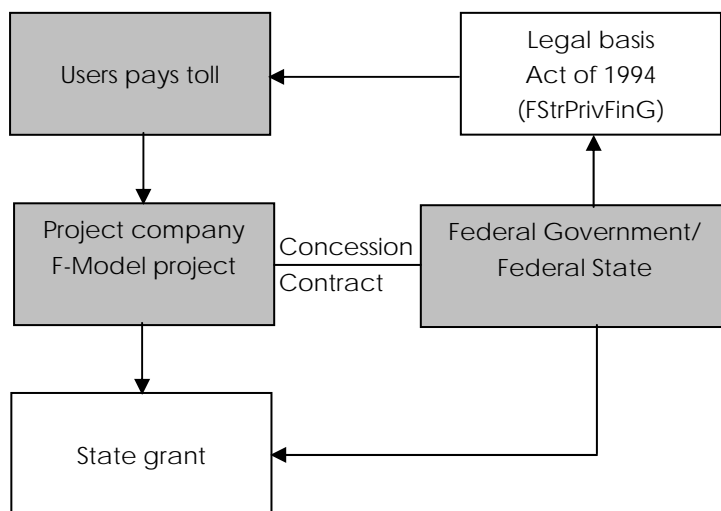 Users pays toll
Legal basis
Act of 1994
(FStrPrivFinG)
Project company
F-Model project
Concession
Contract
Federal Government/
Federal State
State grant